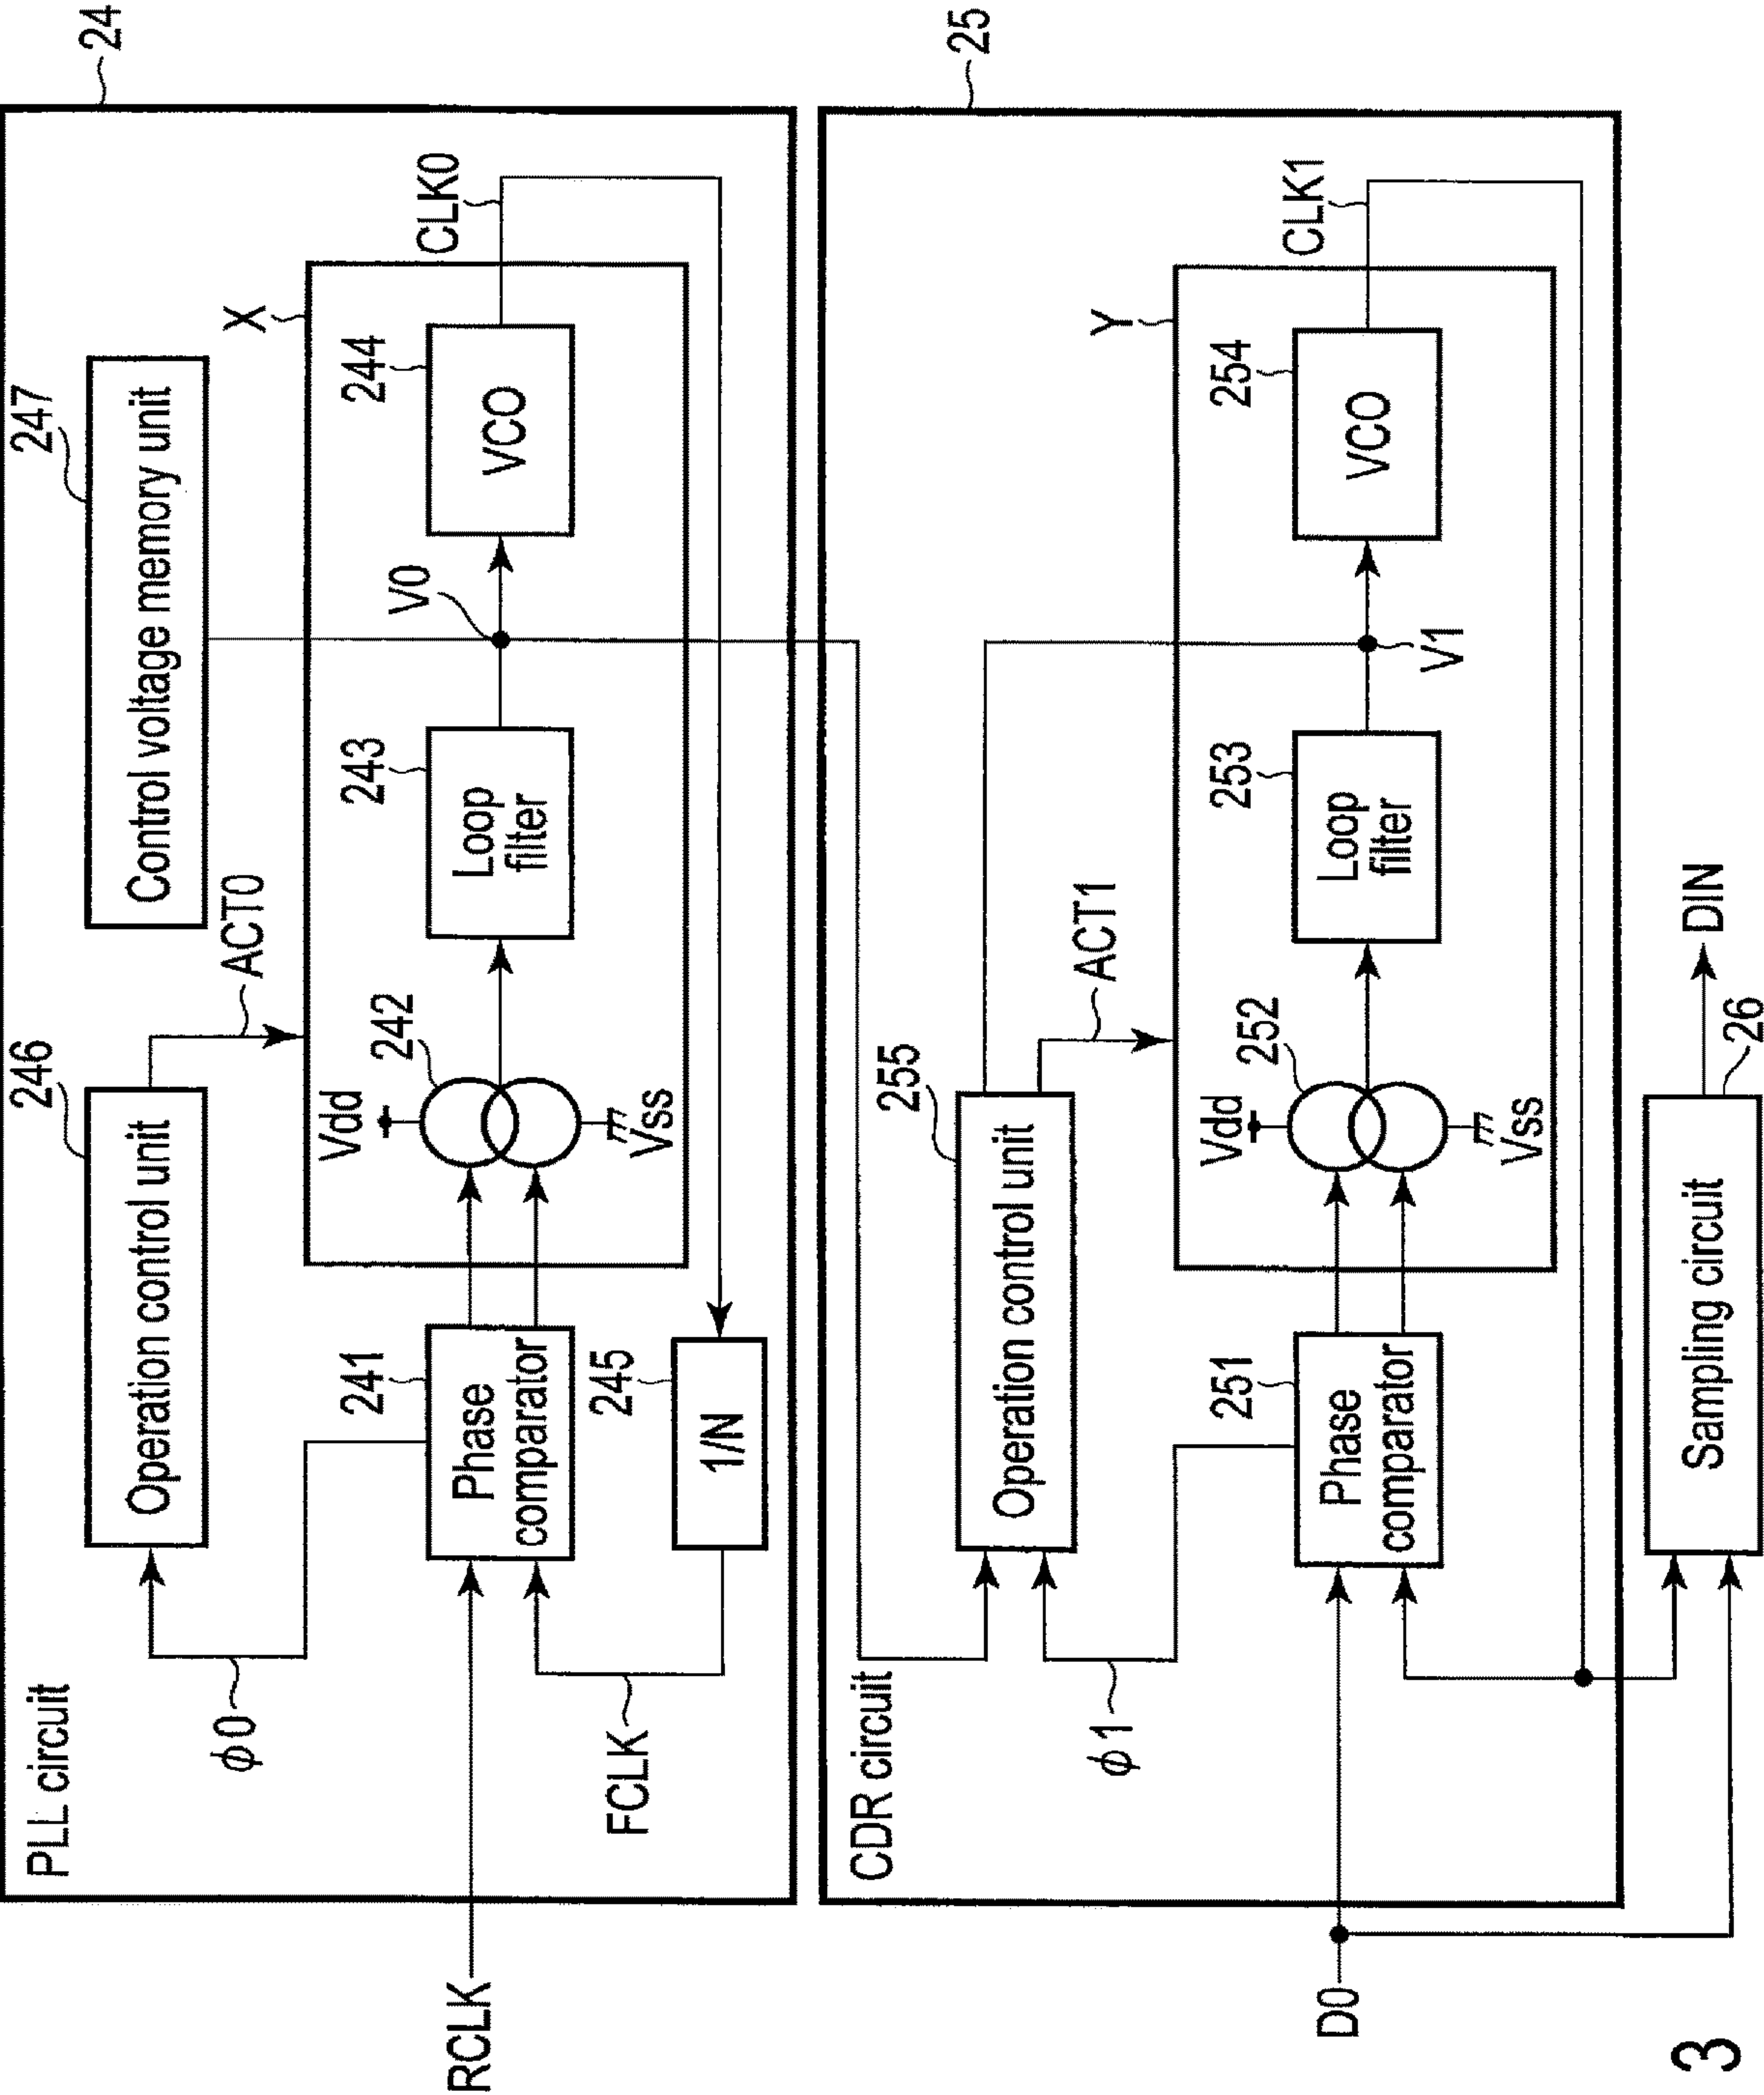 24
PLL circuit
246
Operation control unit
247
Control voltage memory unit
ACT0
X
φ0
Vdd
242
243
244
241
Phase
comparator
Loop
filter
V0
VCO
CLK0
Vss
245
1/N
FCLK
RCLK
25
CDR circuit
255
Operation control unit
ACT1
Y
φ1
Vdd
252
253
254
251
Phase
comparator
Loop
filter
V1
VCO
CLK1
Vss
D0
26
Sampling circuit
DIN
3